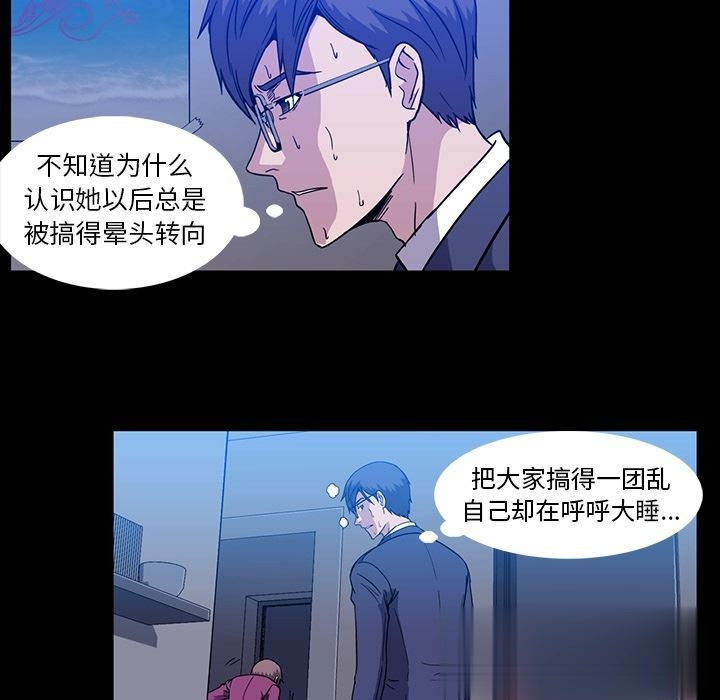 不知道为什么
认识她以后总是
被搞得晕头转向
把大家搞得一团乱
自己却在呼呼大睡...